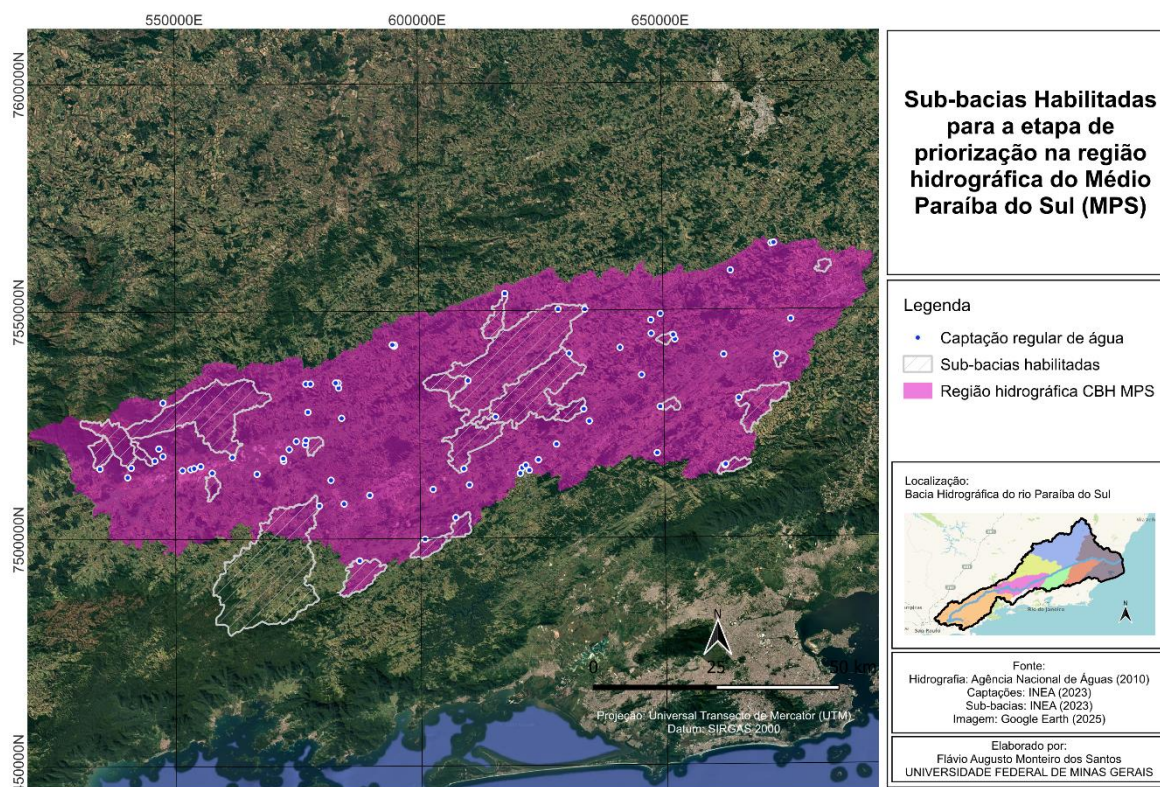 550000E
600000E
650000E
7600000N
7550000N
7500000N
7450000N
Sub-bacias Habilitadas
para a etapa de
priorização na região
hidrográfica do Médio
Paraíba do Sul (MPS)
Legenda
Captação regular de água
Sub-bacias habilitadas
Região hidrográfica CBH MPS
Localização:
Bacia Hidrográfica do rio Paraíba do Sul
Rio de Janeiro
São Paulo
N
N
0
25
50 km
Projeção: Universal Transecto de Mercator (UTM)
Datum: SIRGAS 2000
Fonte:
Hidrografia: Agência Nacional de Águas (2010)
Captações: INEA (2023)
Sub-bacias: INEA (2023)
Imagem: Google Earth (2025)
Elaborado por:
Flávio Augusto Monteiro dos Santos
UNIVERSIDADE FEDERAL DE MINAS GERAIS